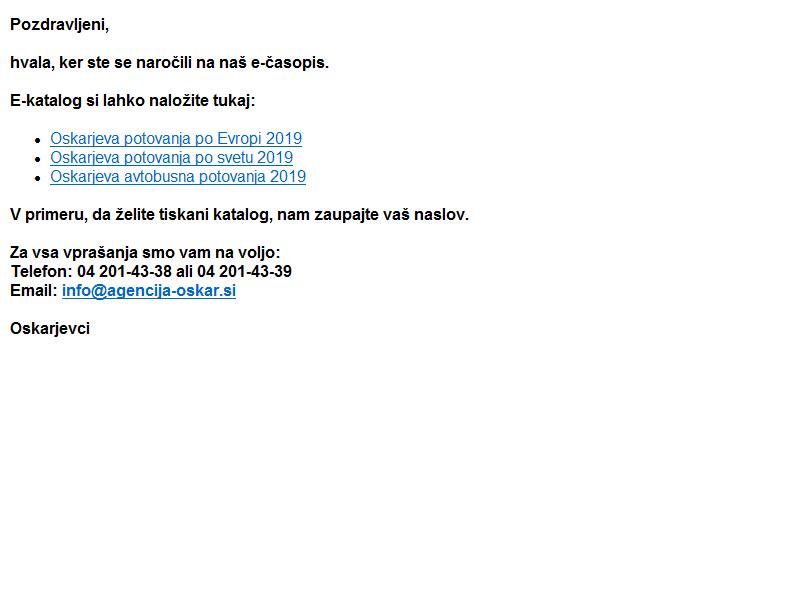 Pozdravljeni,
hvala, ker ste se naročili na naš e-časopis.
E-katalog si lahko naložite tukaj:
Oskarjeva potovanja po Evropi 2019
Oskarjeva potovanja po svetu 2019
Oskarjeva avtobusna potovanja 2019
V primeru, da želite tiskani katalog, nam zaupajte vaš naslov.
Za vsa vprašanja smo vam na voljo:
Telefon: 04 201-43-38 ali 04 201-43-39
Email: info@agencija-oskar.si
Oskarjevci